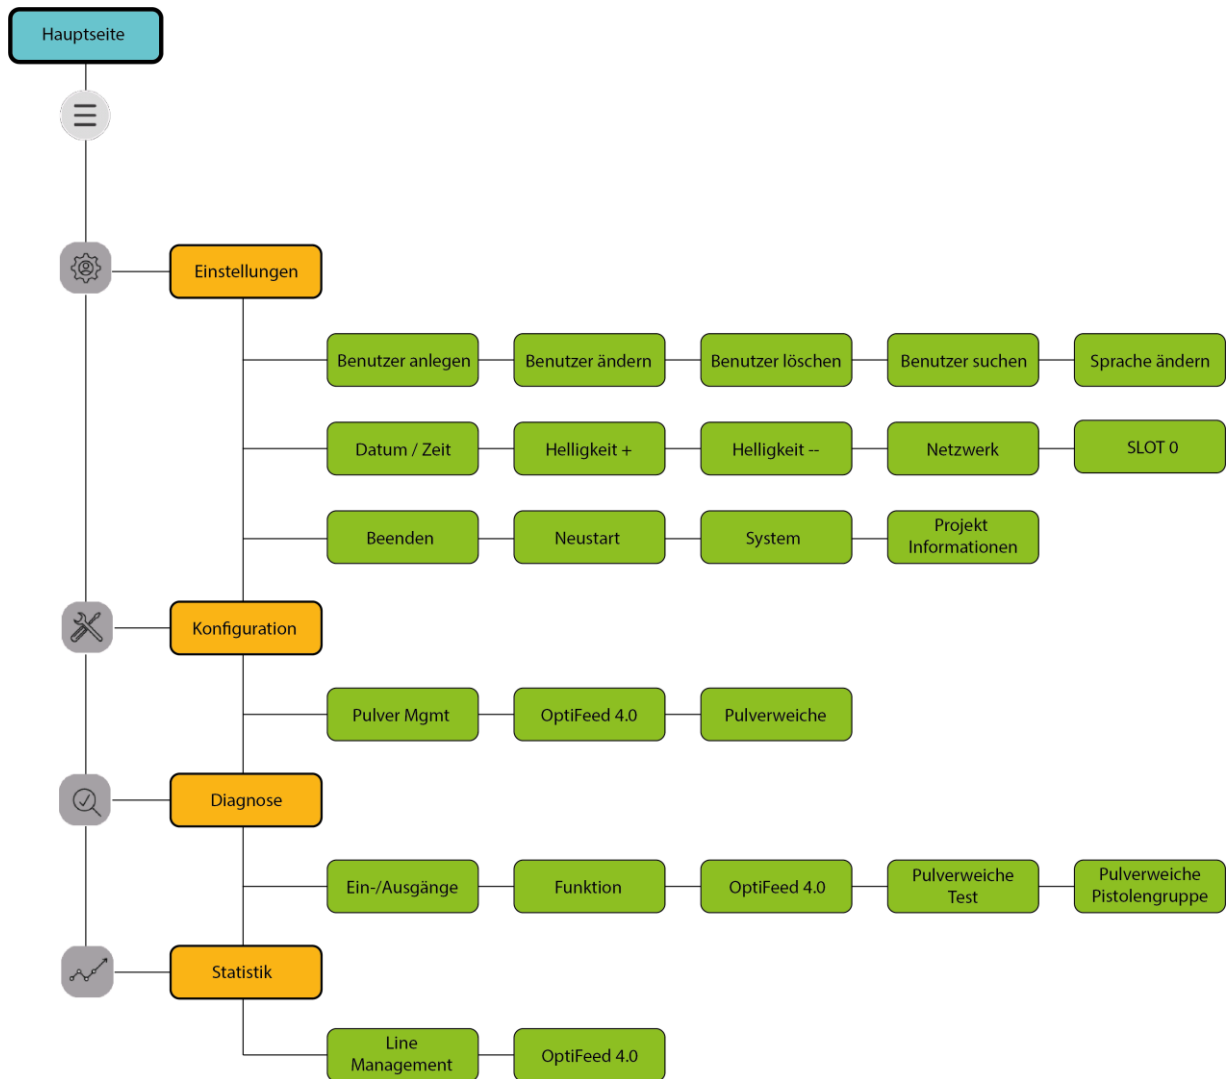 Hauptseite
Einstellungen
Benutzer anlegen
Benutzer ändern
Benutzer löschen
Benutzer suchen
Sprache ändern
Datum / Zeit
Helligkeit +
Helligkeit --
Netzwerk
SLOT 0
Beenden
Neustart
System
Projekt
Informationen
Konfiguration
Pulver Mgmt
OptiFeed 4.0
Pulverweiche
Diagnose
Ein-/Ausgänge
Funktion
OptiFeed 4.0
Pulverweiche
Test
Pulverweiche
Pistolengruppe
Statistik
Line
Management
OptiFeed 4.0